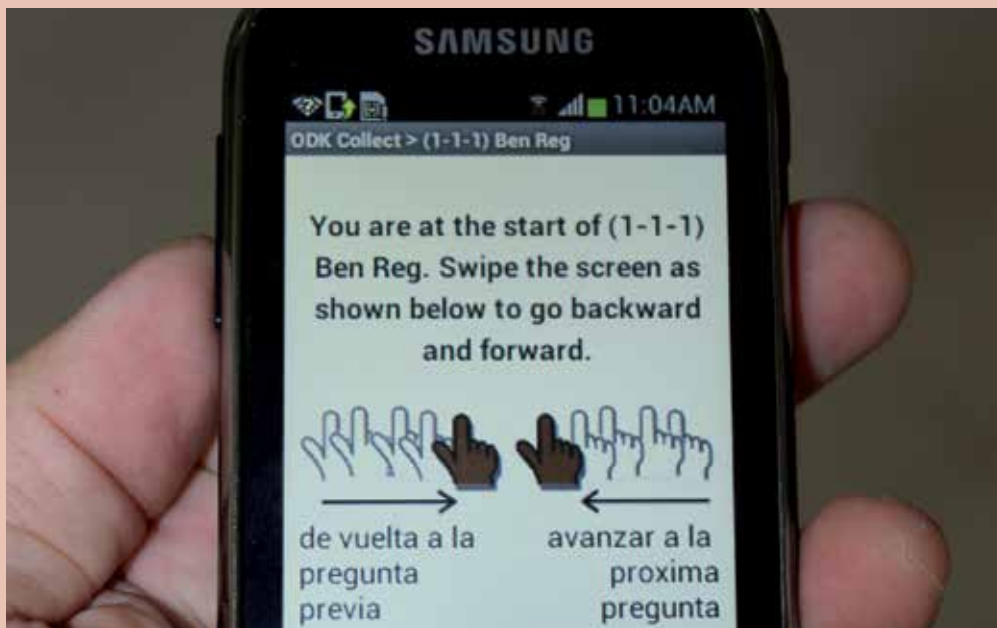 SAMSUNG
11:04AM
ODK Collect > (1-1-1) Ben Reg
You are at the start of (1-1-1)
Ben Reg. Swipe the screen as
shown below to go backward
and forward.
de vuelta a la
pregunta
previa
avanzar a la
proxima
pregunta